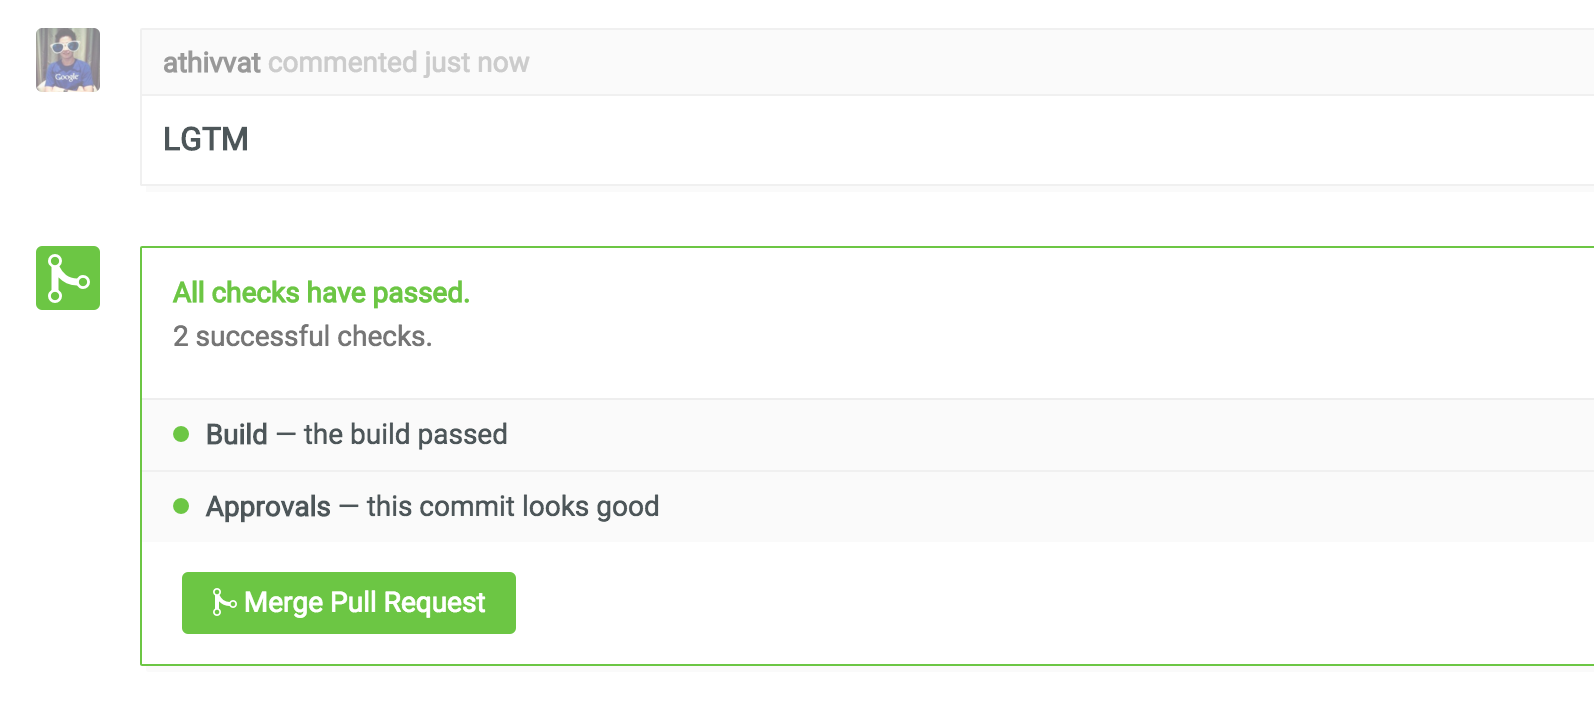 Google
athivvat commented just now
LGTM
All checks have passed.
2 successful checks.
Build — the build passed
Approvals — this commit looks good
Merge Pull Request